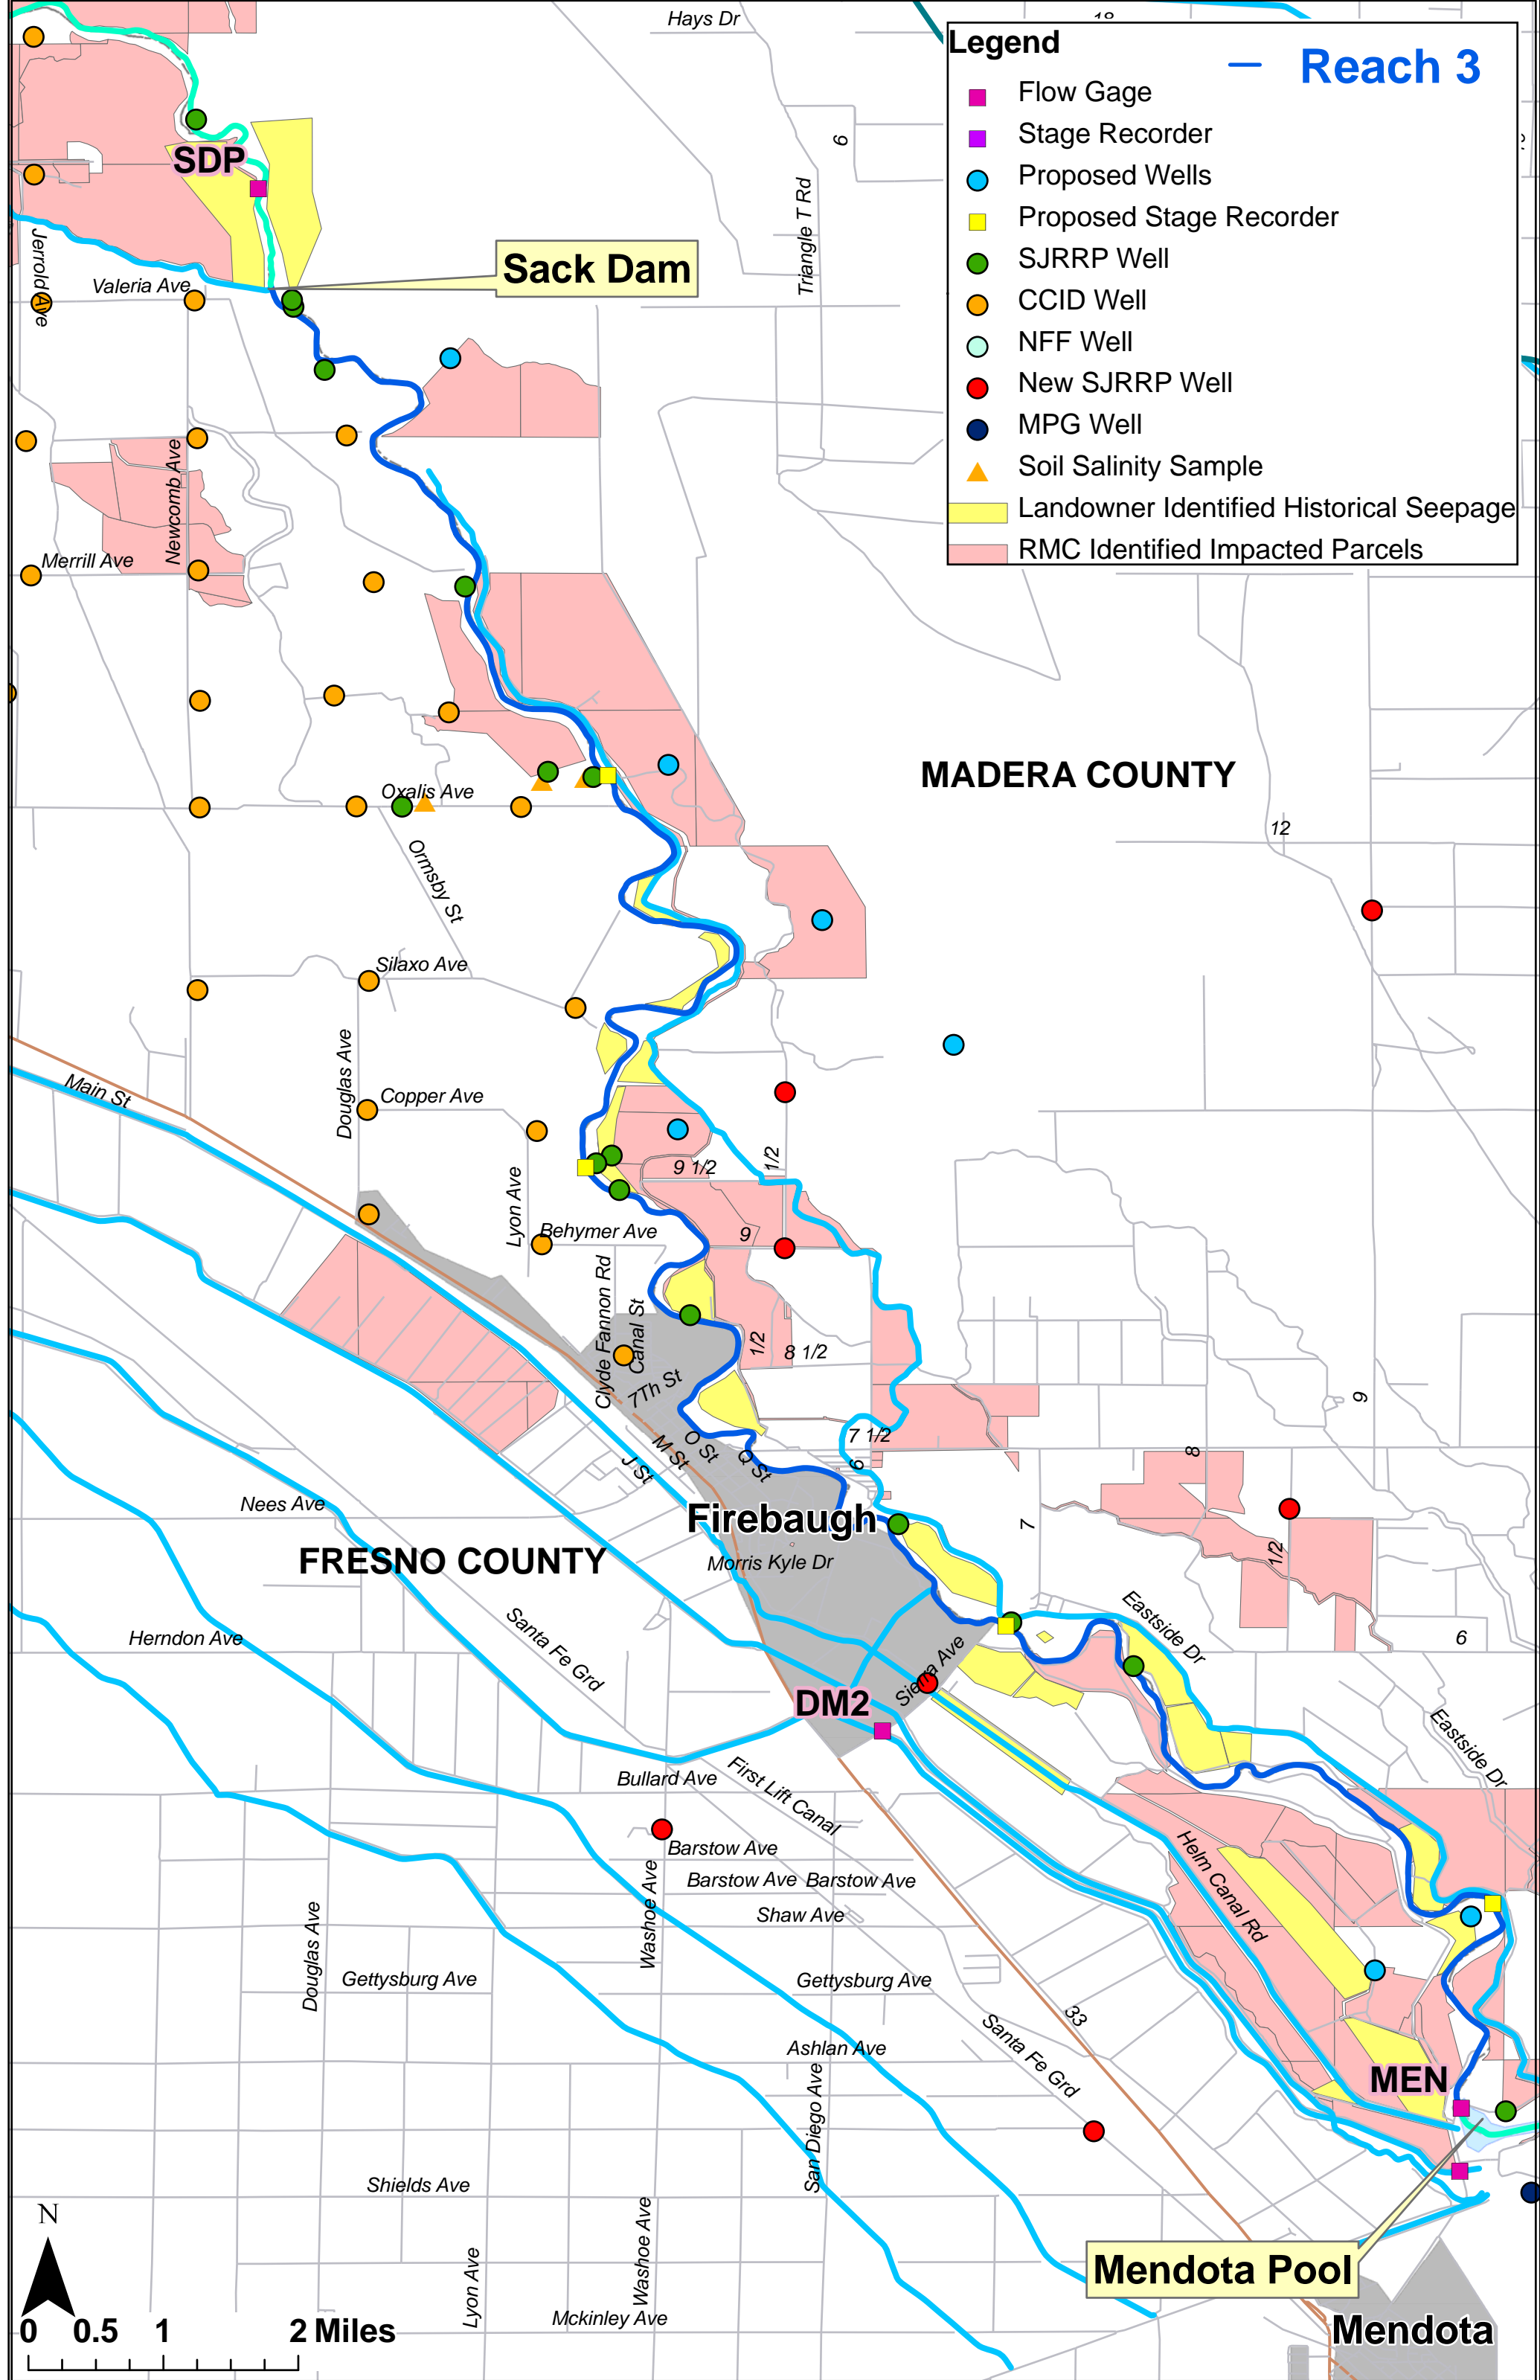 Hays Dr
18
Legend
Reach 3
Flow Gage
Stage Recorder
Proposed Wells
Proposed Stage Recorder
SJRRP Well
CCID Well
NFF Well
New SJRRP Well
MPG Well
Soil Salinity Sample
Landowner Identified Historical Seepage
RMC Identified Impacted Parcels
6
SDP
Triangle T Rd
Jerrold Ave
Sack Dam
Valeria Ave
Newcomb Ave
Merrill Ave
MADERA COUNTY
Oxalis Ave
12
Ormsby St
Silaxo Ave
Douglas Ave
Main St
Copper Ave
9 1/2
1/2
Lyon Ave
Behymer Ave
9
Clyde Fannon Rd
Canal St
1/2
8 1/2
7Th St
9
7 1/2
6
8
O St
M St
Q St
J St
Nees Ave
Firebaugh
7
FRESNO COUNTY
Morris Kyle Dr
1/2
Eastside Dr
Santa Fe Grd
Herndon Ave
6
Sierra Ave
DM2
Eastside Dr
Bullard Ave
First Lift Canal
Barstow Ave
Helm Canal Rd
Barstow Ave
Barstow Ave
Washoe Ave
Shaw Ave
Douglas Ave
Gettysburg Ave
Gettysburg Ave
33
Santa Fe Grd
Ashlan Ave
San Diego Ave
MEN
Shields Ave
N
Washoe Ave
Lyon Ave
Mendota Pool
Mckinley Ave
0 0.5 1 2 Miles
Mendota